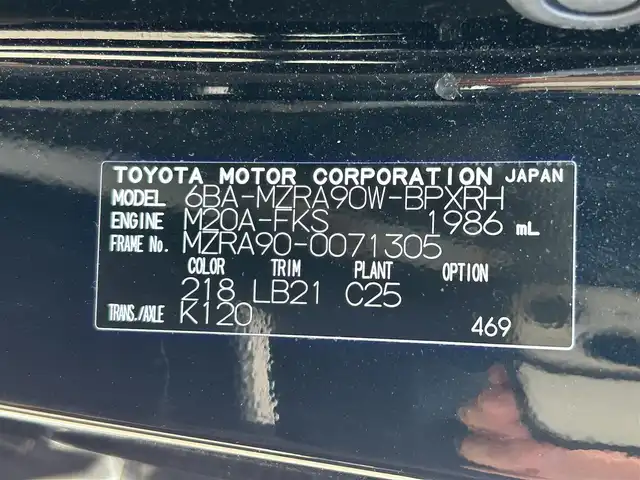 TOYOTA MOTOR CORPORATION JAPAN
MODEL 6BA-MZRA90W-BPXRH
ENGINE M20A-FKS 1986 mL
FRAME No. MZRA90-0071305
COLOR TRIM PLANT OPTION
218 LB21 C25
TRANS./AXLE K120
469